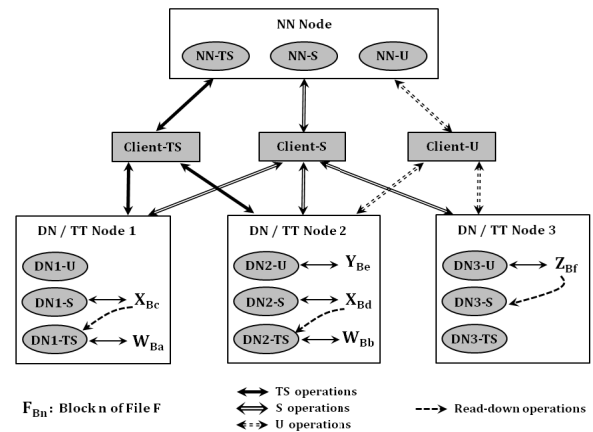 NN Node
NN-TS NN-S NN-U
Client-TS Client-S Client-U
DN / TT Node 1
DN1-U
DN1-S XBc
DN1-TS WBa
DN / TT Node 2
DN2-U YBe
DN2-S XBd
DN2-TS WBb
DN / TT Node 3
DN3-U ZBf
DN3-S
DN3-TS
FBn: Block n of File F
TS operations
S operations
U operations
Read-down operations